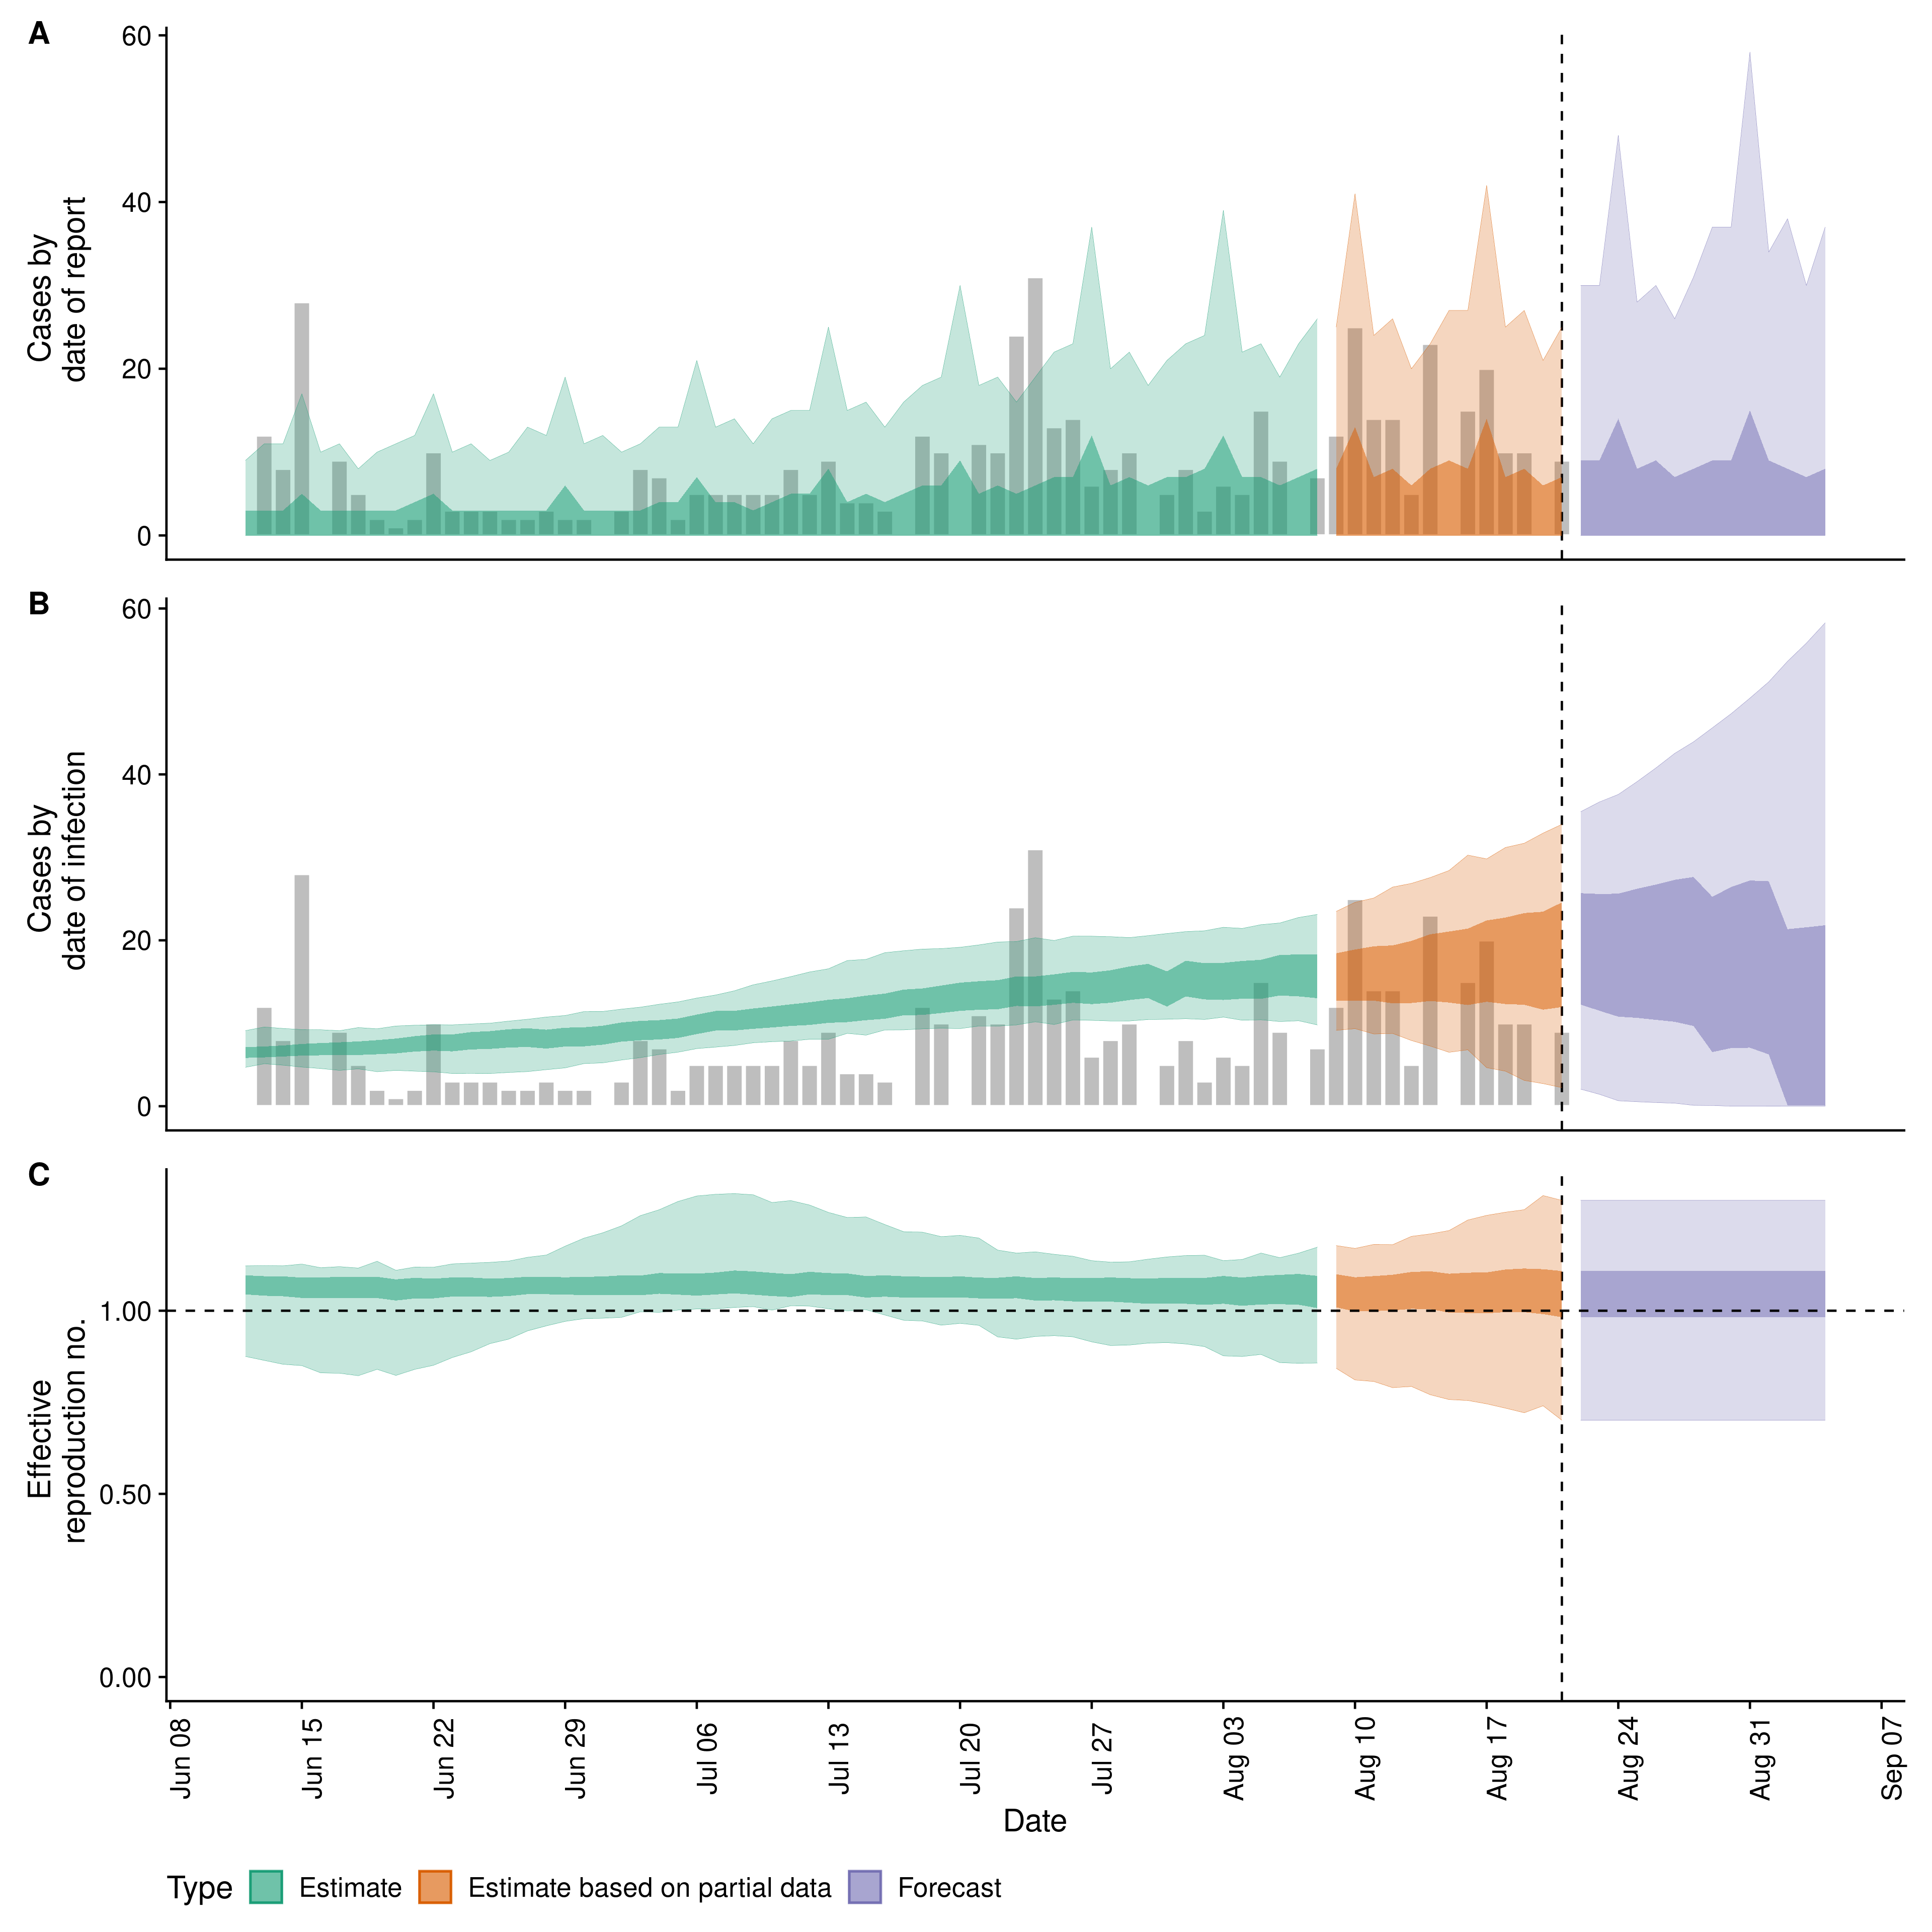 A
60
40
20
0
Cases by
date of report
B
60
40
20
0
Cases by
date of infection
C
1.00
0.50
0.00
Effective
reproduction no.
Jun 08
Jun 15
Jun 22
Jun 29
Jul 06
Jul 13
Jul 20
Jul 27
Aug 03
Aug 10
Aug 17
Aug 24
Aug 31
Sep 07
Date
Type Estimate Estimate based on partial data Forecast